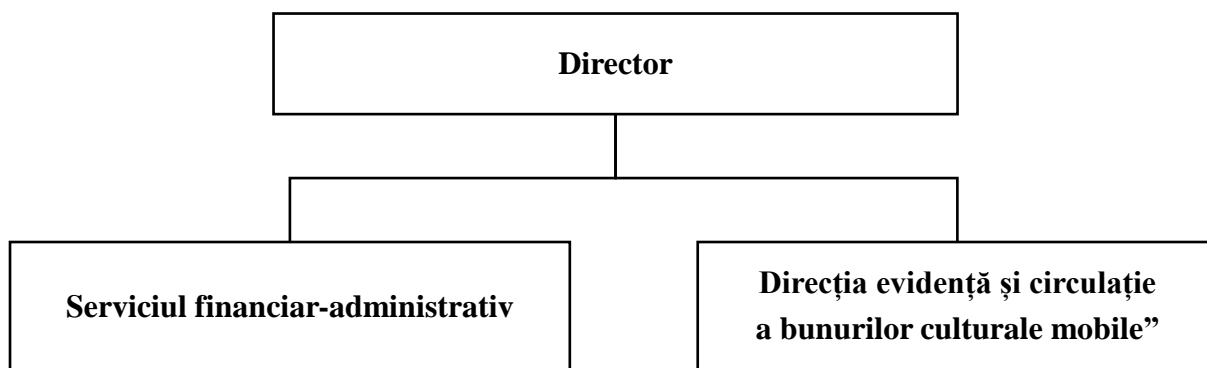 Director
Serviciul financiar-administrativ
Direcția evidență și circulație
a bunurilor culturale mobile”